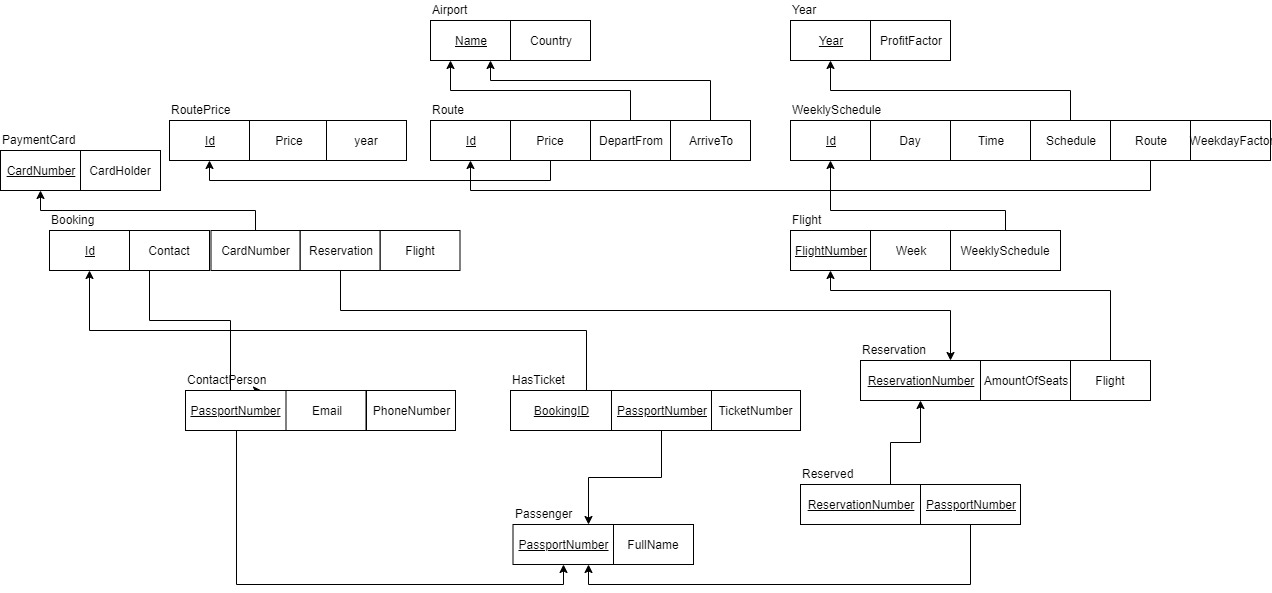 Airport
Name Country
Year
Year ProfitFactor
RoutePrice
Id Price year
Route
Id Price DepartFrom ArriveTo
WeeklySchedule
Id Day Time Schedule Route WeekdayFactor
PaymentCard
CardNumber CardHolder
Booking
Id Contact CardNumber Reservation Flight
Flight
FlightNumber Week WeeklySchedule
Reservation
ReservationNumber AmountOfSeats Flight
ContactPerson
PassportNumber Email PhoneNumber
HasTicket
BookingID PassportNumber TicketNumber
Reserved
ReservationNumber PassportNumber
Passenger
PassportNumber FullName